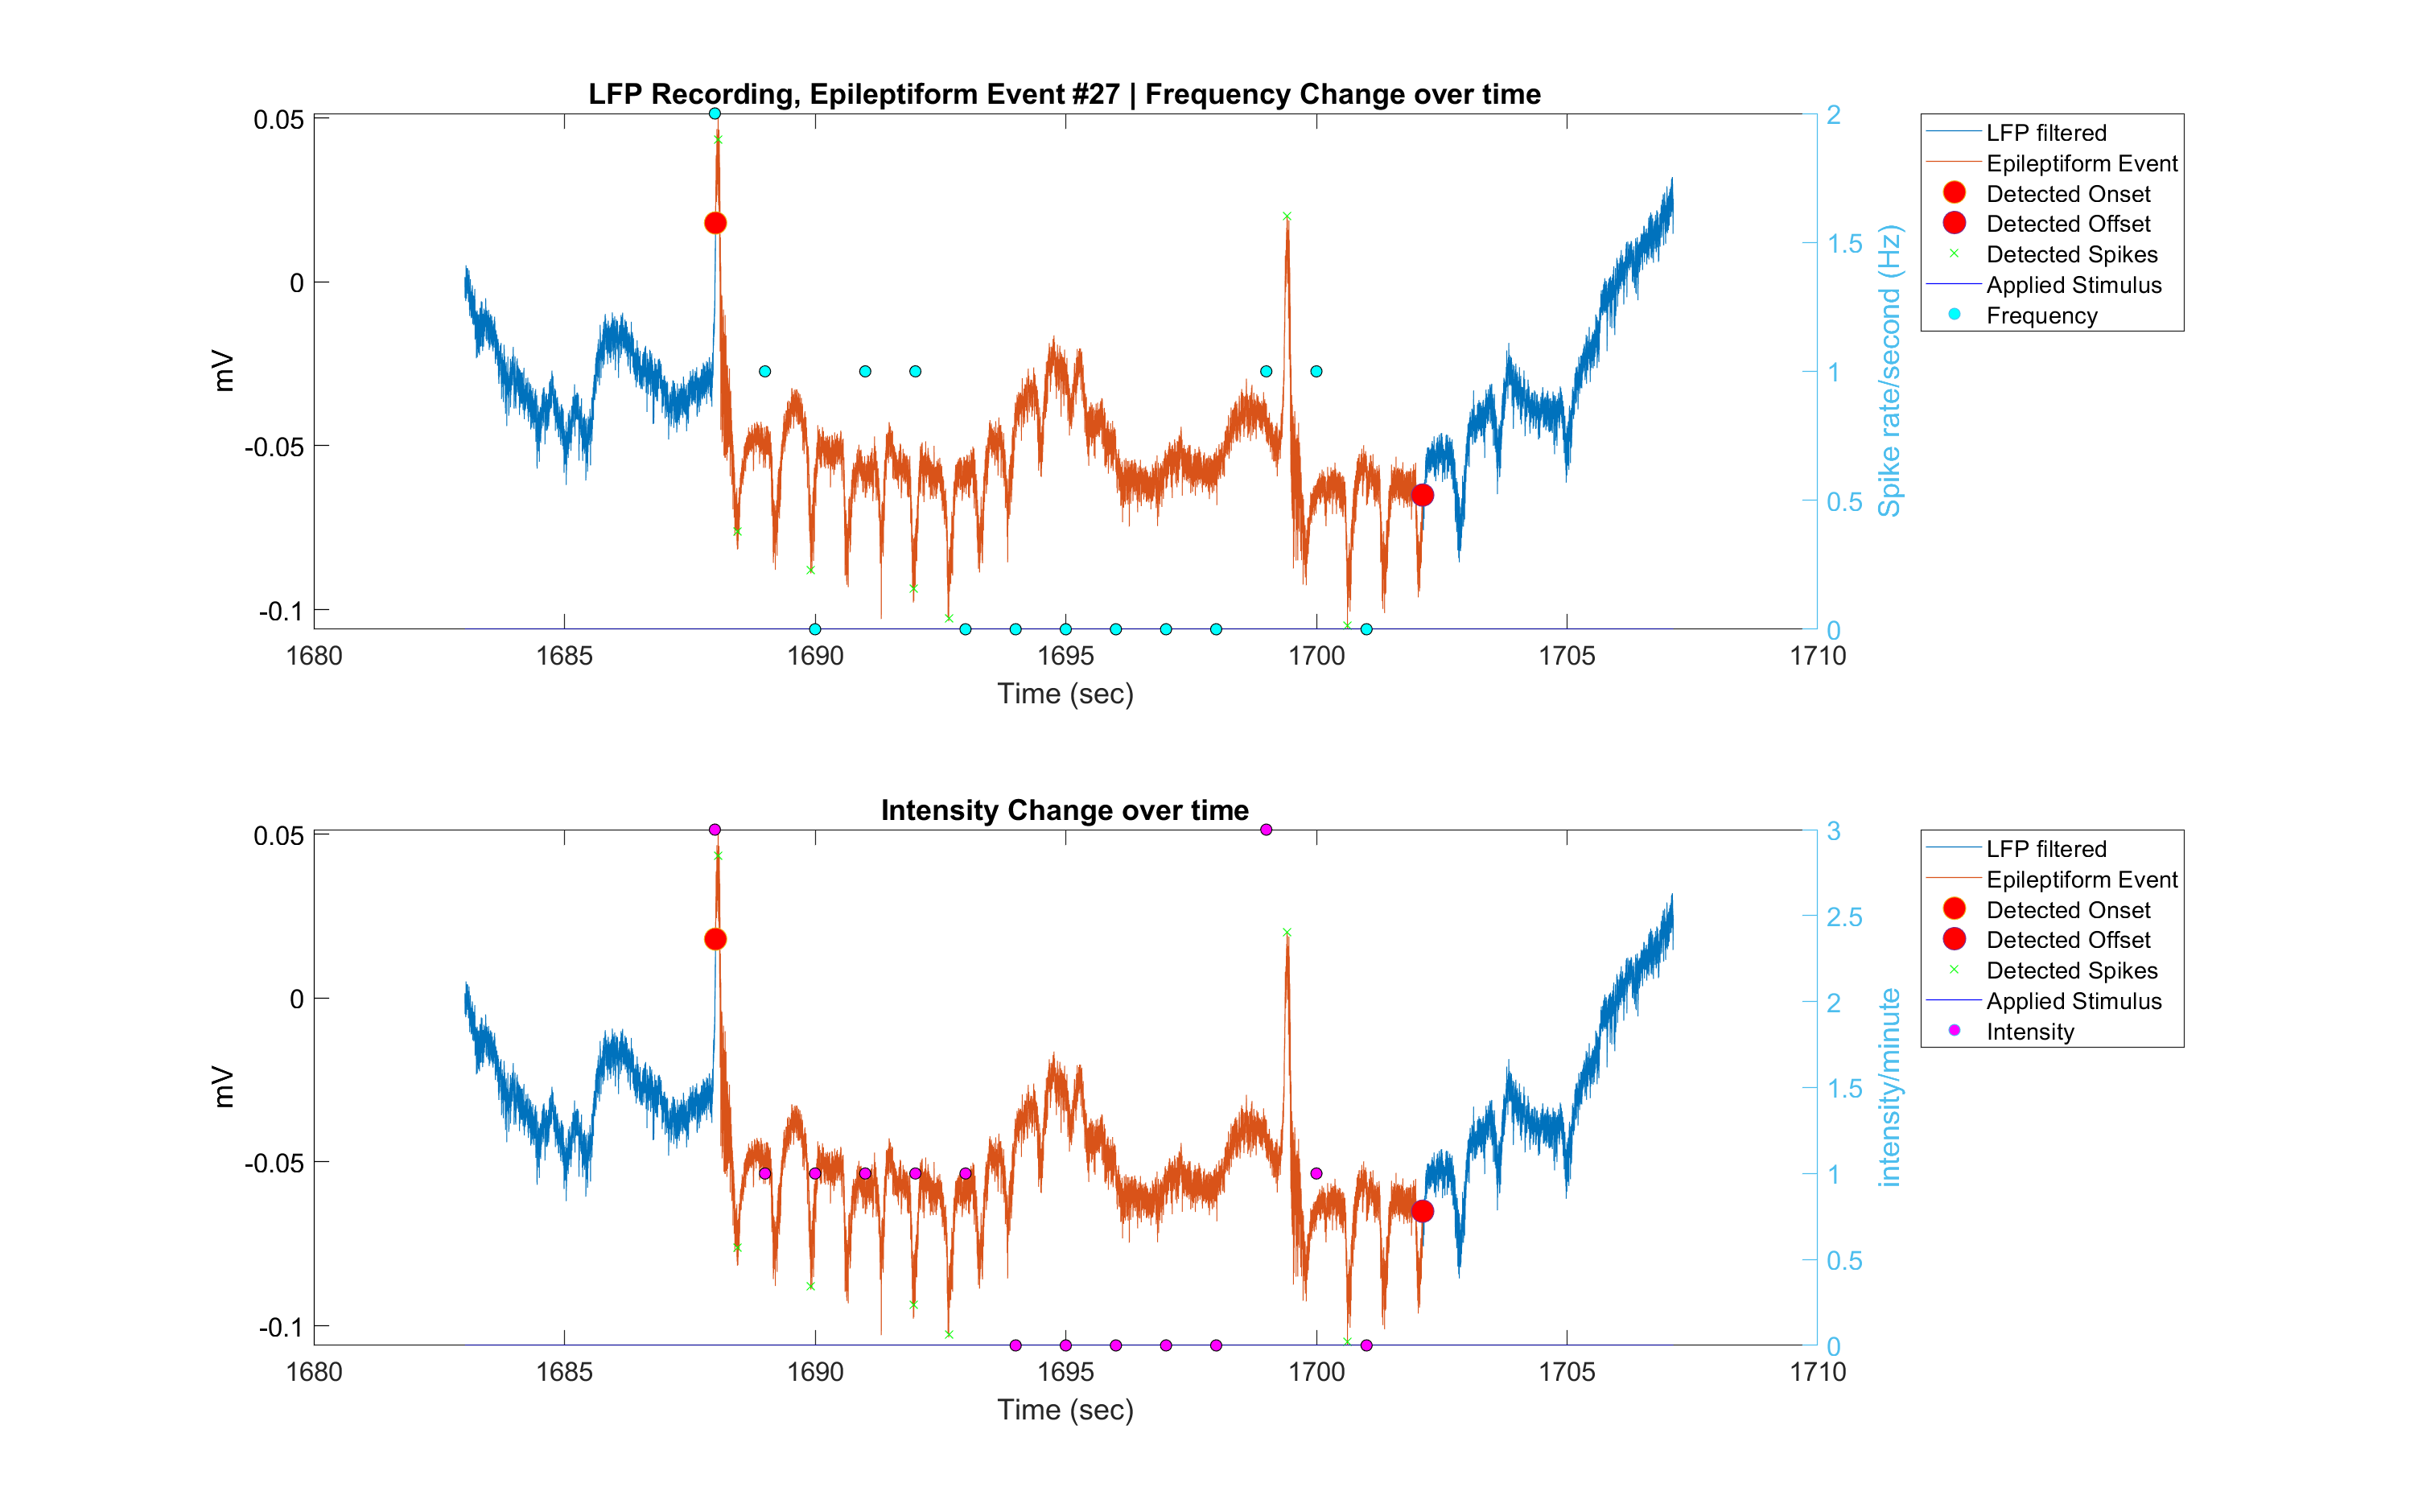 LFP Recording, Epileptiform Event #27 | Frequency Change over time
0.05
0
-0.05
-0.1
mV
1680 1685 1690 1695 1700 1705 1710
Time (sec)
2
1.5
1
0.5
0
Spike rate/second (Hz)
LFP filtered
Epileptiform Event
Detected Onset
Detected Offset
Detected Spikes
Applied Stimulus
Frequency
Intensity Change over time
0.05
0
-0.05
-0.1
mV
1680 1685 1690 1695 1700 1705 1710
Time (sec)
3
2.5
2
1.5
1
0.5
0
intensity/minute
LFP filtered
Epileptiform Event
Detected Onset
Detected Offset
Detected Spikes
Applied Stimulus
Intensity